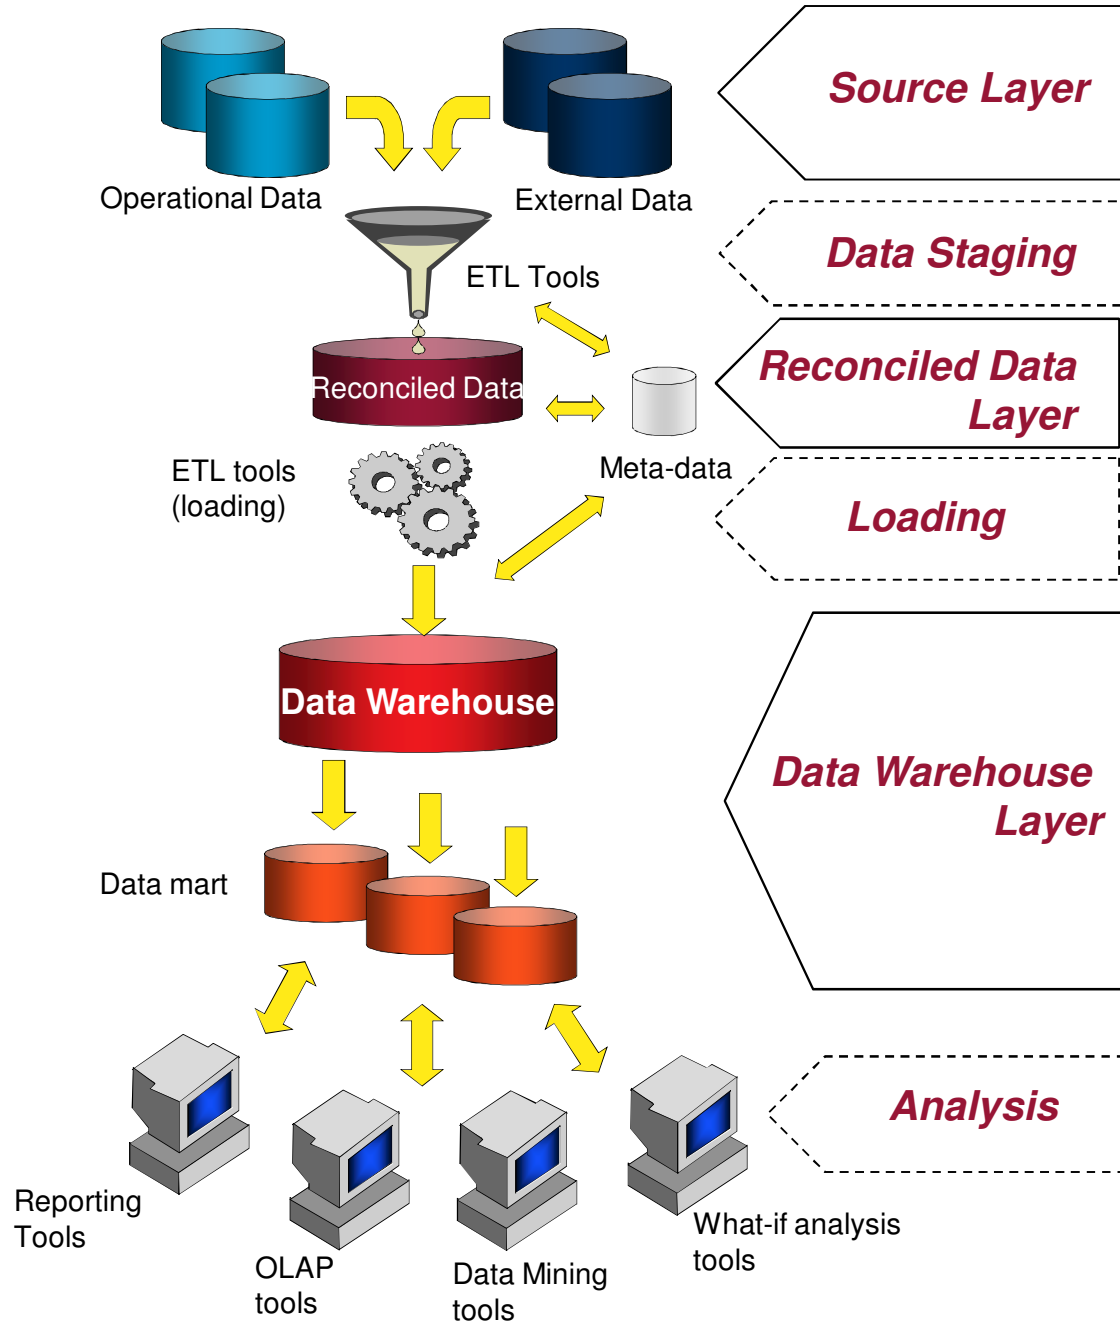 Source Layer
Operational Data
External Data
Data Staging
ETL Tools
Reconciled Data
Reconciled Data
Layer
ETL tools
(loading)
Meta-data
Loading
Data Warehouse
Data Warehouse
Layer
Data mart
Analysis
Reporting
Tools
OLAP
tools
Data Mining
tools
What-if analysis
tools